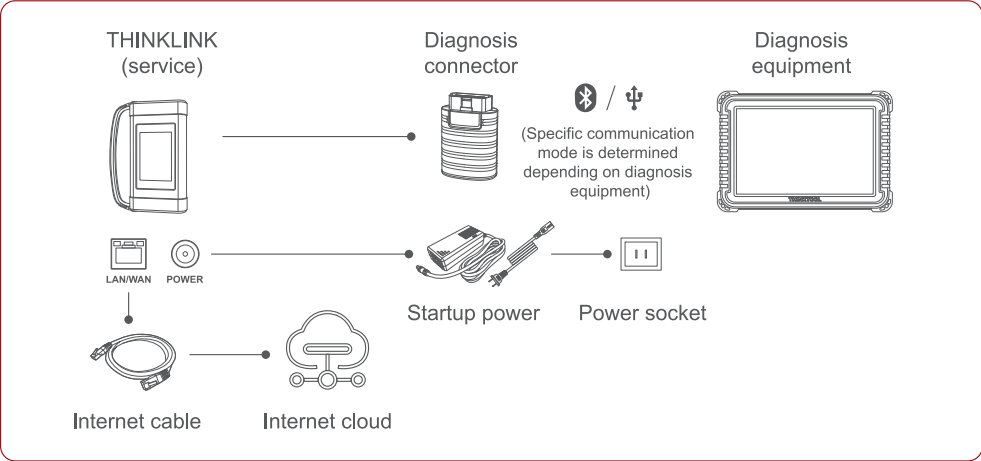 THINKLINK
(service)
Diagnosis
connector
(Specific communication
mode is determined
depending on diagnosis
equipment)
Diagnosis
equipment
THINKTOOL
LAN/WAN
POWER
Startup power
Power socket
Internet cable
Internet cloud